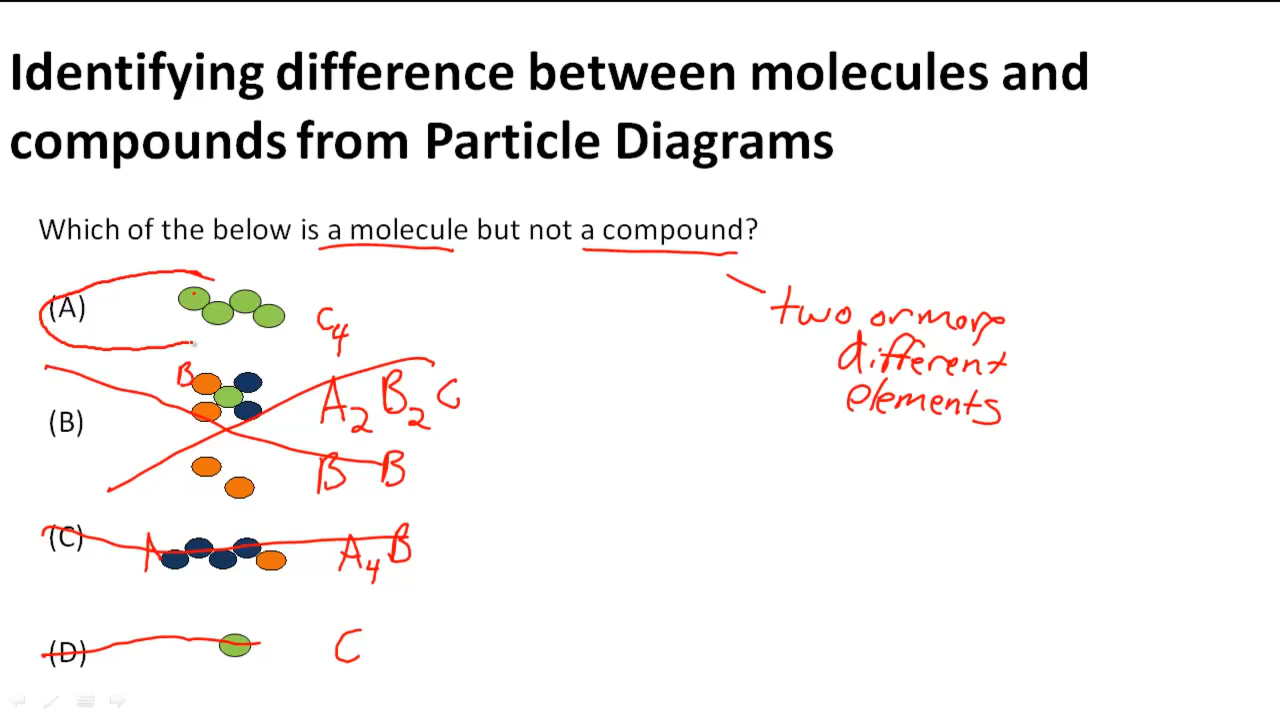 Identifying difference between molecules and
compounds from Particle Diagrams
Which of the below is a molecule but not a compound?
two or more
different
elements
(A) C4
B
(B) A2 B2 C
B B
(C) A A4 B
(D) C